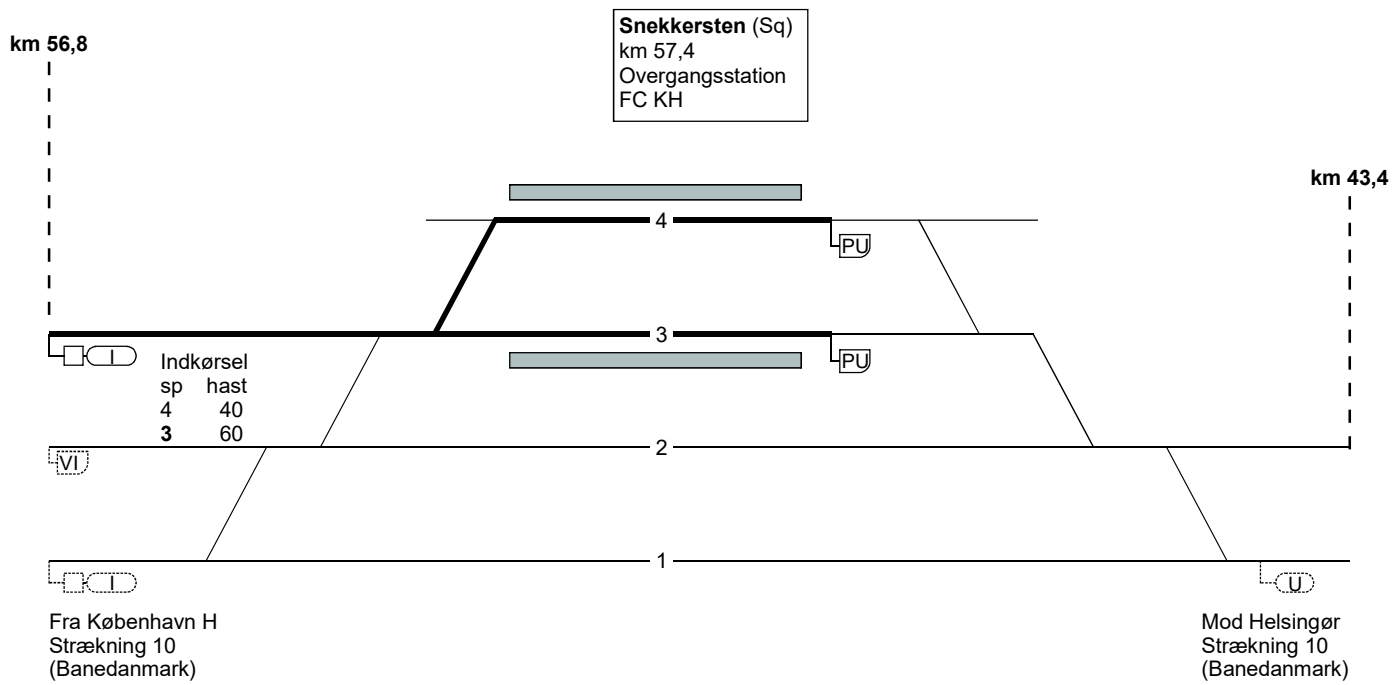 Snekkersten (Sq)
km 57,4
Overgangsstation
FC KH
km 56,8
km 43,4
4
PU
3
I
PU
Indkørsel
sp hast
4 40
3 60
2
VI
1
I
U
Fra København H
Strækning 10
(Banedanmark)
Mod Helsingør
Strækning 10
(Banedanmark)